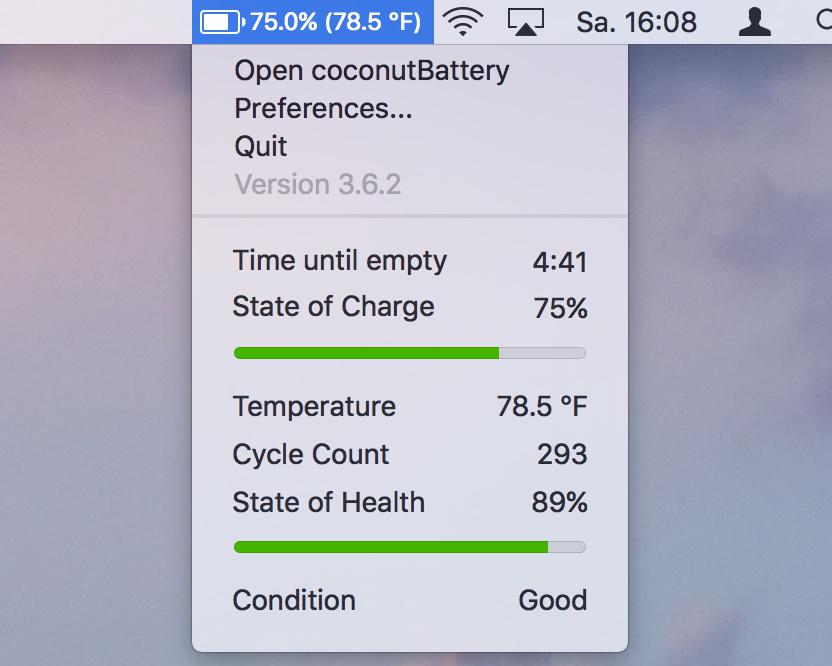 75.0% (78.5 °F) Sa. 16:08
Open coconutBattery
Preferences...
Quit
Version 3.6.2
Time until empty 4:41
State of Charge 75%
Temperature 78.5 °F
Cycle Count 293
State of Health 89%
Condition Good